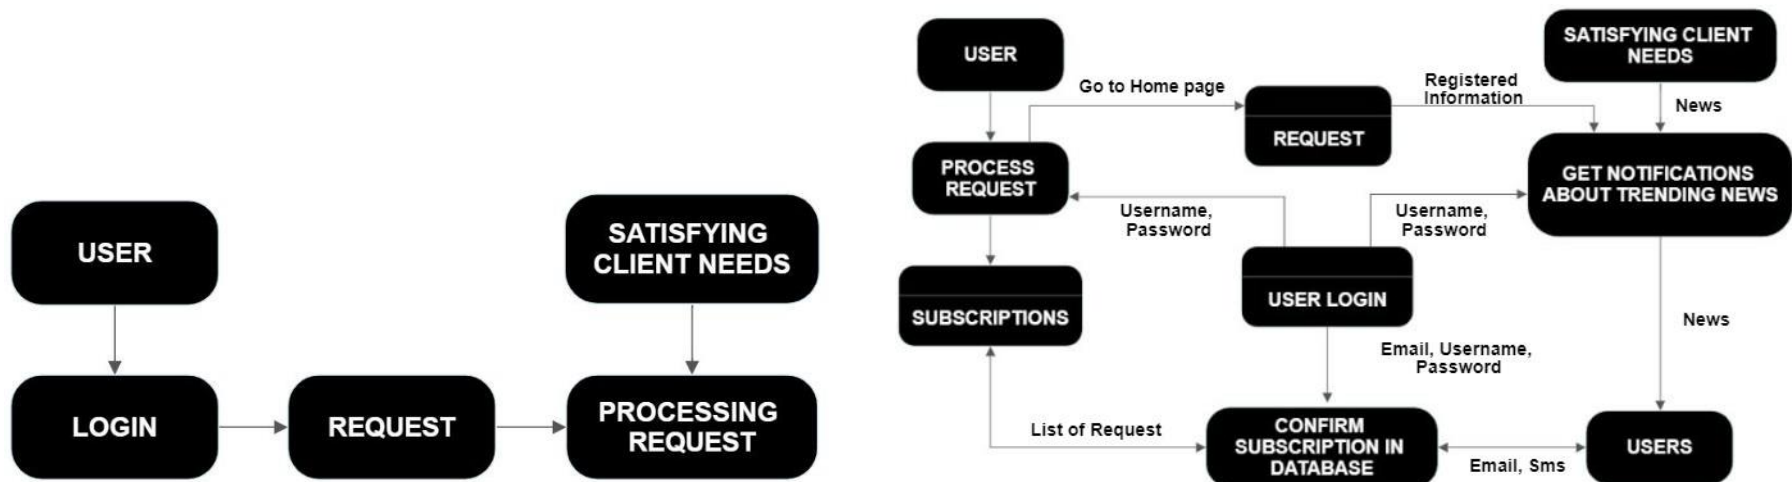 USER
SATISFYING
CLIENT NEEDS
LOGIN
REQUEST
PROCESSING
REQUEST
USER
SATISFYING CLIENT
NEEDS
Go to Home page
Registered
Information
News
REQUEST
PROCESS
REQUEST
GET NOTIFICATIONS
ABOUT TRENDING NEWS
Username,
Password
Username,
Password
SUBSCRIPTIONS
USER LOGIN
News
Email, Username,
Password
List of Request
CONFIRM
SUBSCRIPTION IN
DATABASE
Email, Sms
USERS